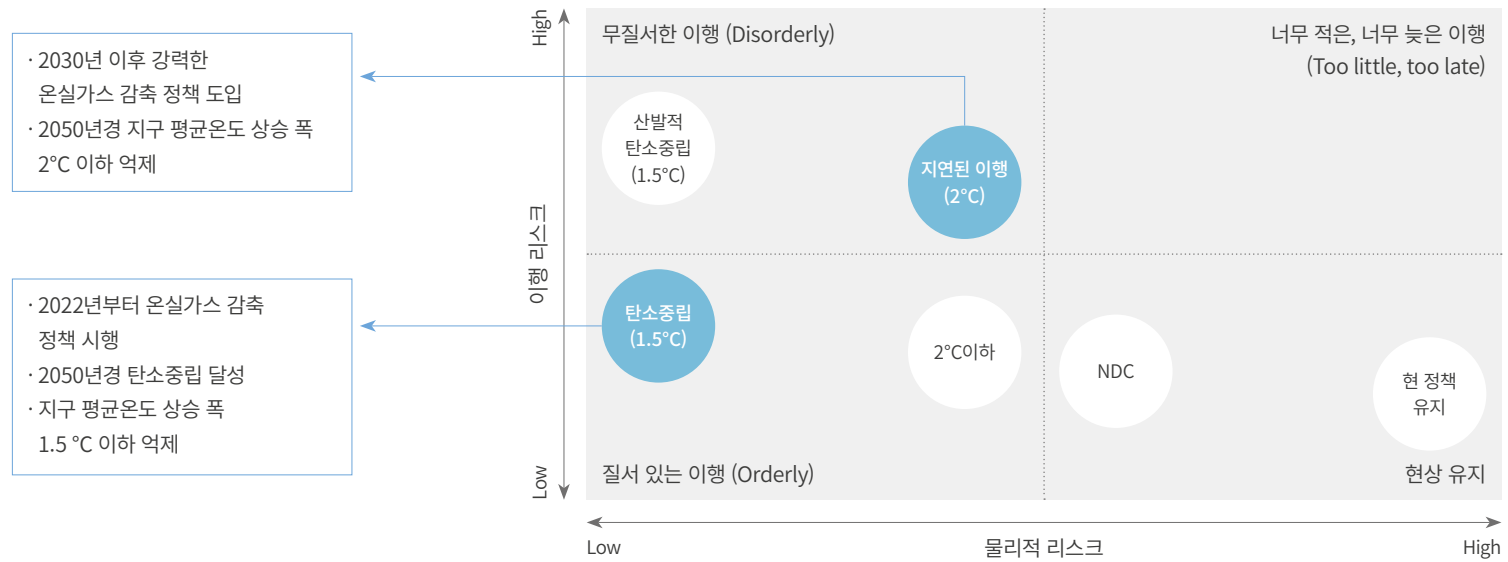 · 2030년 이후 강력한
온실가스 감축 정책 도입
· 2050년경 지구 평균온도 상승 폭
2℃ 이하 억제
· 2022년부터 온실가스 감축
정책 시행
· 2050년경 탄소중립 달성
· 지구 평균온도 상승 폭
1.5 ℃ 이하 억제
High
이행 리스크
Low
무질서한 이행 (Disorderly)
너무 적은, 너무 늦은 이행
(Too little, too late)
산발적
탄소중립
(1.5℃)
지연된 이행
(2℃)
탄소중립
(1.5℃)
2℃이하
NDC
현 정책
유지
질서 있는 이행 (Orderly)
현상 유지
Low
물리적 리스크
High